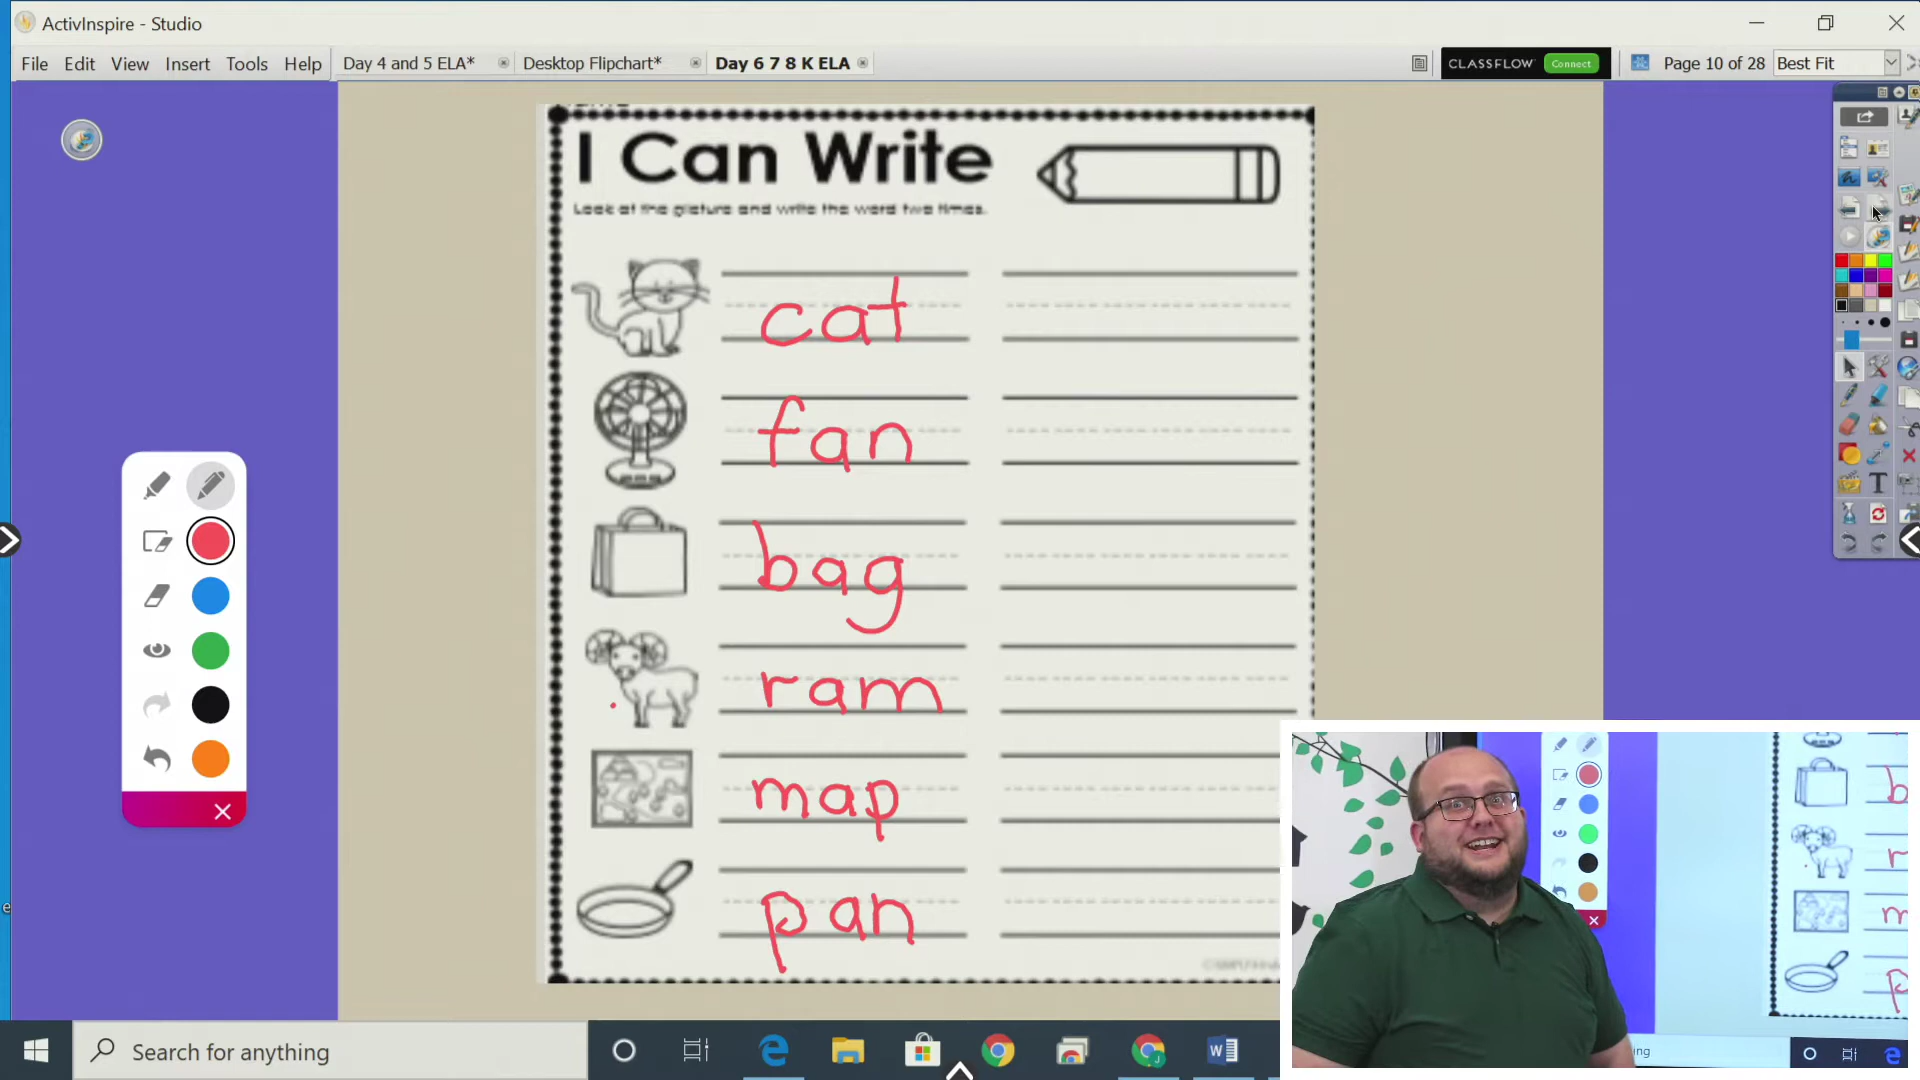 ActivInspire - Studio
File Edit View Insert Tools Help
Day 4 and 5 ELA* Desktop Flipchart* Day 6 7 8 K ELA
CLASSFLOW Connect
Page 10 of 28 Best Fit
I Can Write
Look at the picture and write the word two times.
cat
fan
bag
ram
map
pan
Search for anything